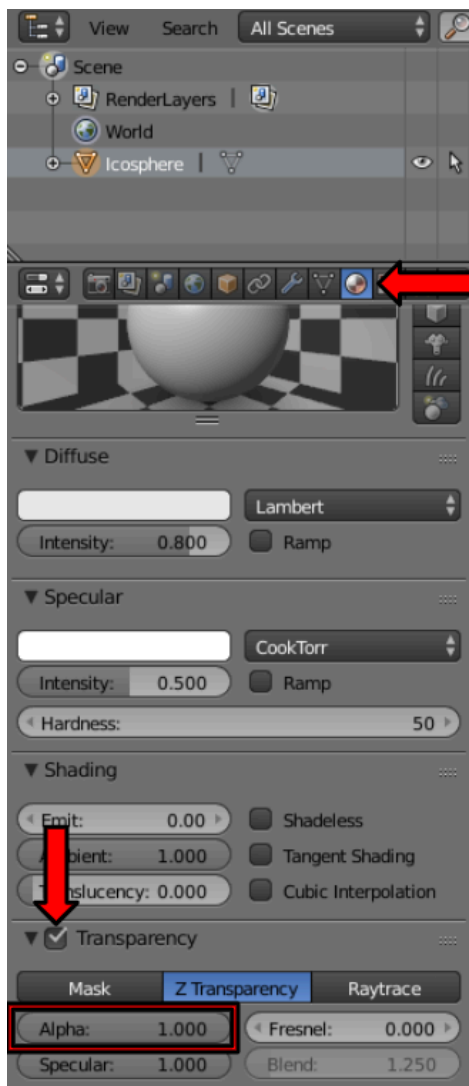 View Search All Scenes
Scene
RenderLayers |
World
Icosphere |
Diffuse
Lambert
Intensity: 0.800 Ramp
Specular
CookTorr
Intensity: 0.500 Ramp
Hardness: 50
Shading
Emit: 0.00 Shadeless
1.000 Tangent Shading
0.000 Cubic Interpolation
Transparency
Mask Z Transparency Raytrace
Alpha: 1.000 Fresnel: 0.000
Specular: 1.000 Blend: 1.250